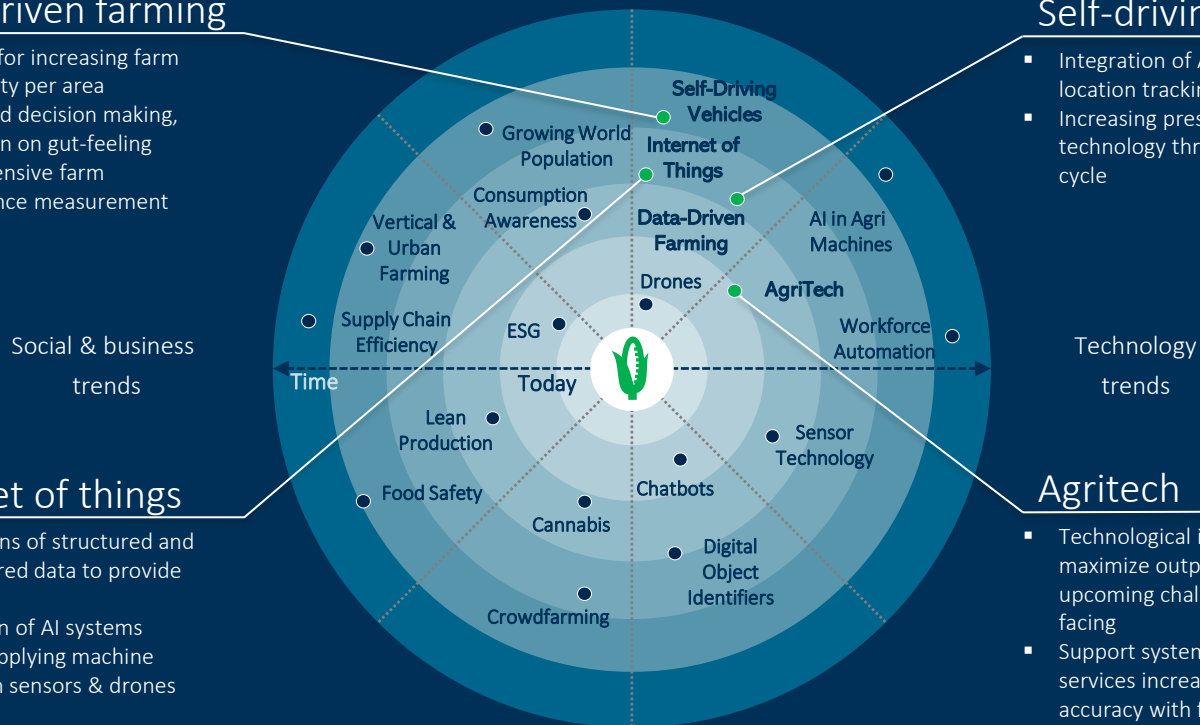 riven farming
for increasing farm
ty per area
d decision making,
n on gut-feeling
ensive farm
nce measurement
Self-drivin
Integration of A
location trackin
Increasing pres
technology thr
cycle
Self-Driving
Vehicles
Growing World
Population
Internet of
Things
Consumption
Awareness
Vertical &
Urban
Farming
Data-Driven
Farming
AI in Agri
Machines
Drones
AgriTech
Supply Chain
Efficiency
ESG
Workforce
Automation
Social & business
trends
Technology
trends
Time
Today
Lean
Production
Sensor
Technology
Food Safety
Chatbots
Cannabis
Digital
Object
Identifiers
Crowdfarming
et of things
ns of structured and
red data to provide
n of AI systems
pplying machine
n sensors & drones
Agritech
Technological i
maximize outp
upcoming chal
facing
Support system
services increa
accuracy with f